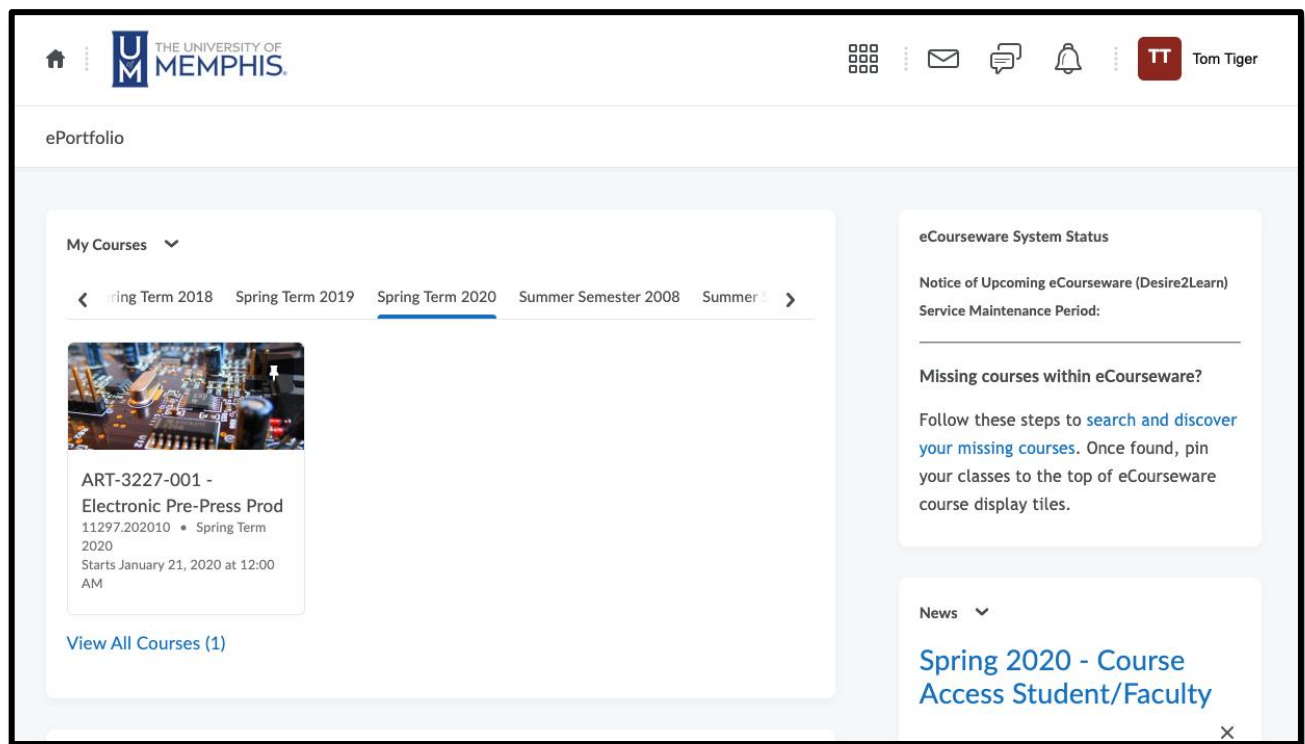 THE UNIVERSITY OF
MEMPHIS.
TT
Tom Tiger
ePortfolio
My Courses
ring Term 2018
Spring Term 2019
Spring Term 2020
Summer Semester 2008
Summer S
ART-3227-001 -
Electronic Pre-Press Prod
11297.202010 • Spring Term
2020
Starts January 21, 2020 at 12:00
AM
View All Courses (1)
eCourseware System Status
Notice of Upcoming eCourseware (Desire2Learn)
Service Maintenance Period:
Missing courses within eCourseware?
Follow these steps to search and discover
your missing courses. Once found, pin
your classes to the top of eCourseware
course display tiles.
News
Spring 2020 - Course
Access Student/Faculty